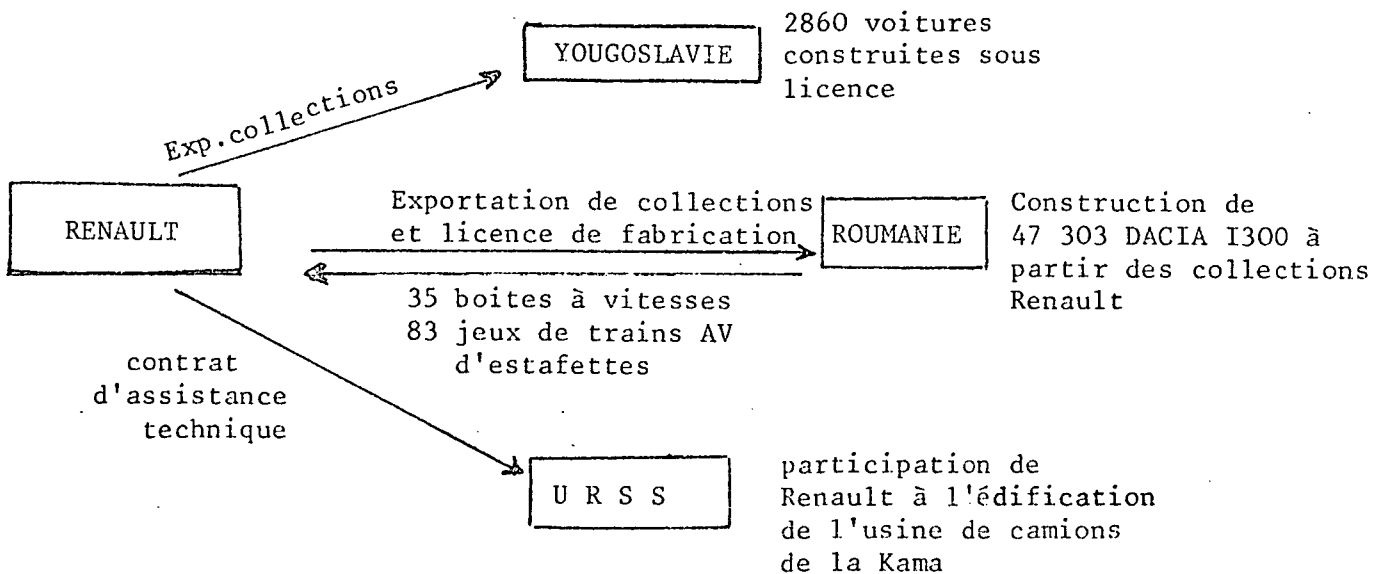 YOUGOSLAVIE
2860 voitures
construites sous
licence
Exp.collections
RENAULT
Exportation de collections
et licence de fabrication
ROUMANIE
Construction de
47 303 DACIA I300 à
partir des collections
Renault
35 boites à vitesses
83 jeux de trains AV
d'estafettes
contrat
d'assistance
technique
U R S S
participation de
Renault à l'édification
de l'usine de camions
de la Kama